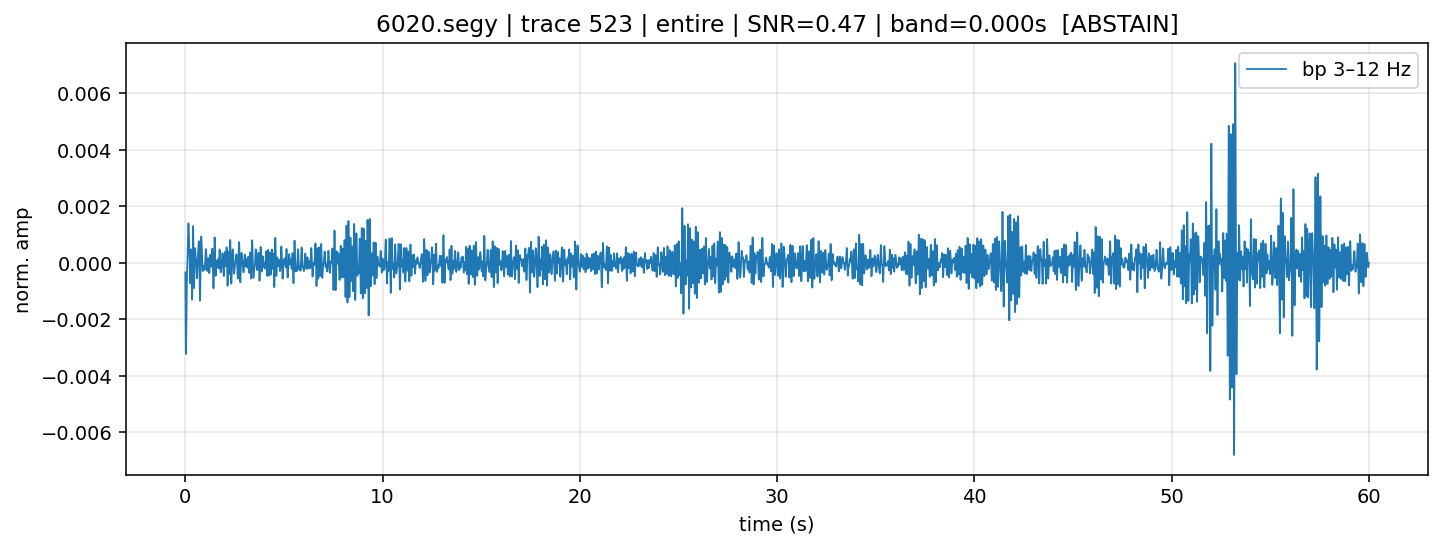 6020.segy | trace 523 | entire | SNR=0.47 | band=0.000s  [ABSTAIN]
bp 3–12 Hz
norm. amp
0.006
0.004
0.002
0.000
−0.002
−0.004
−0.006
0 10 20 30 40 50 60
time (s)